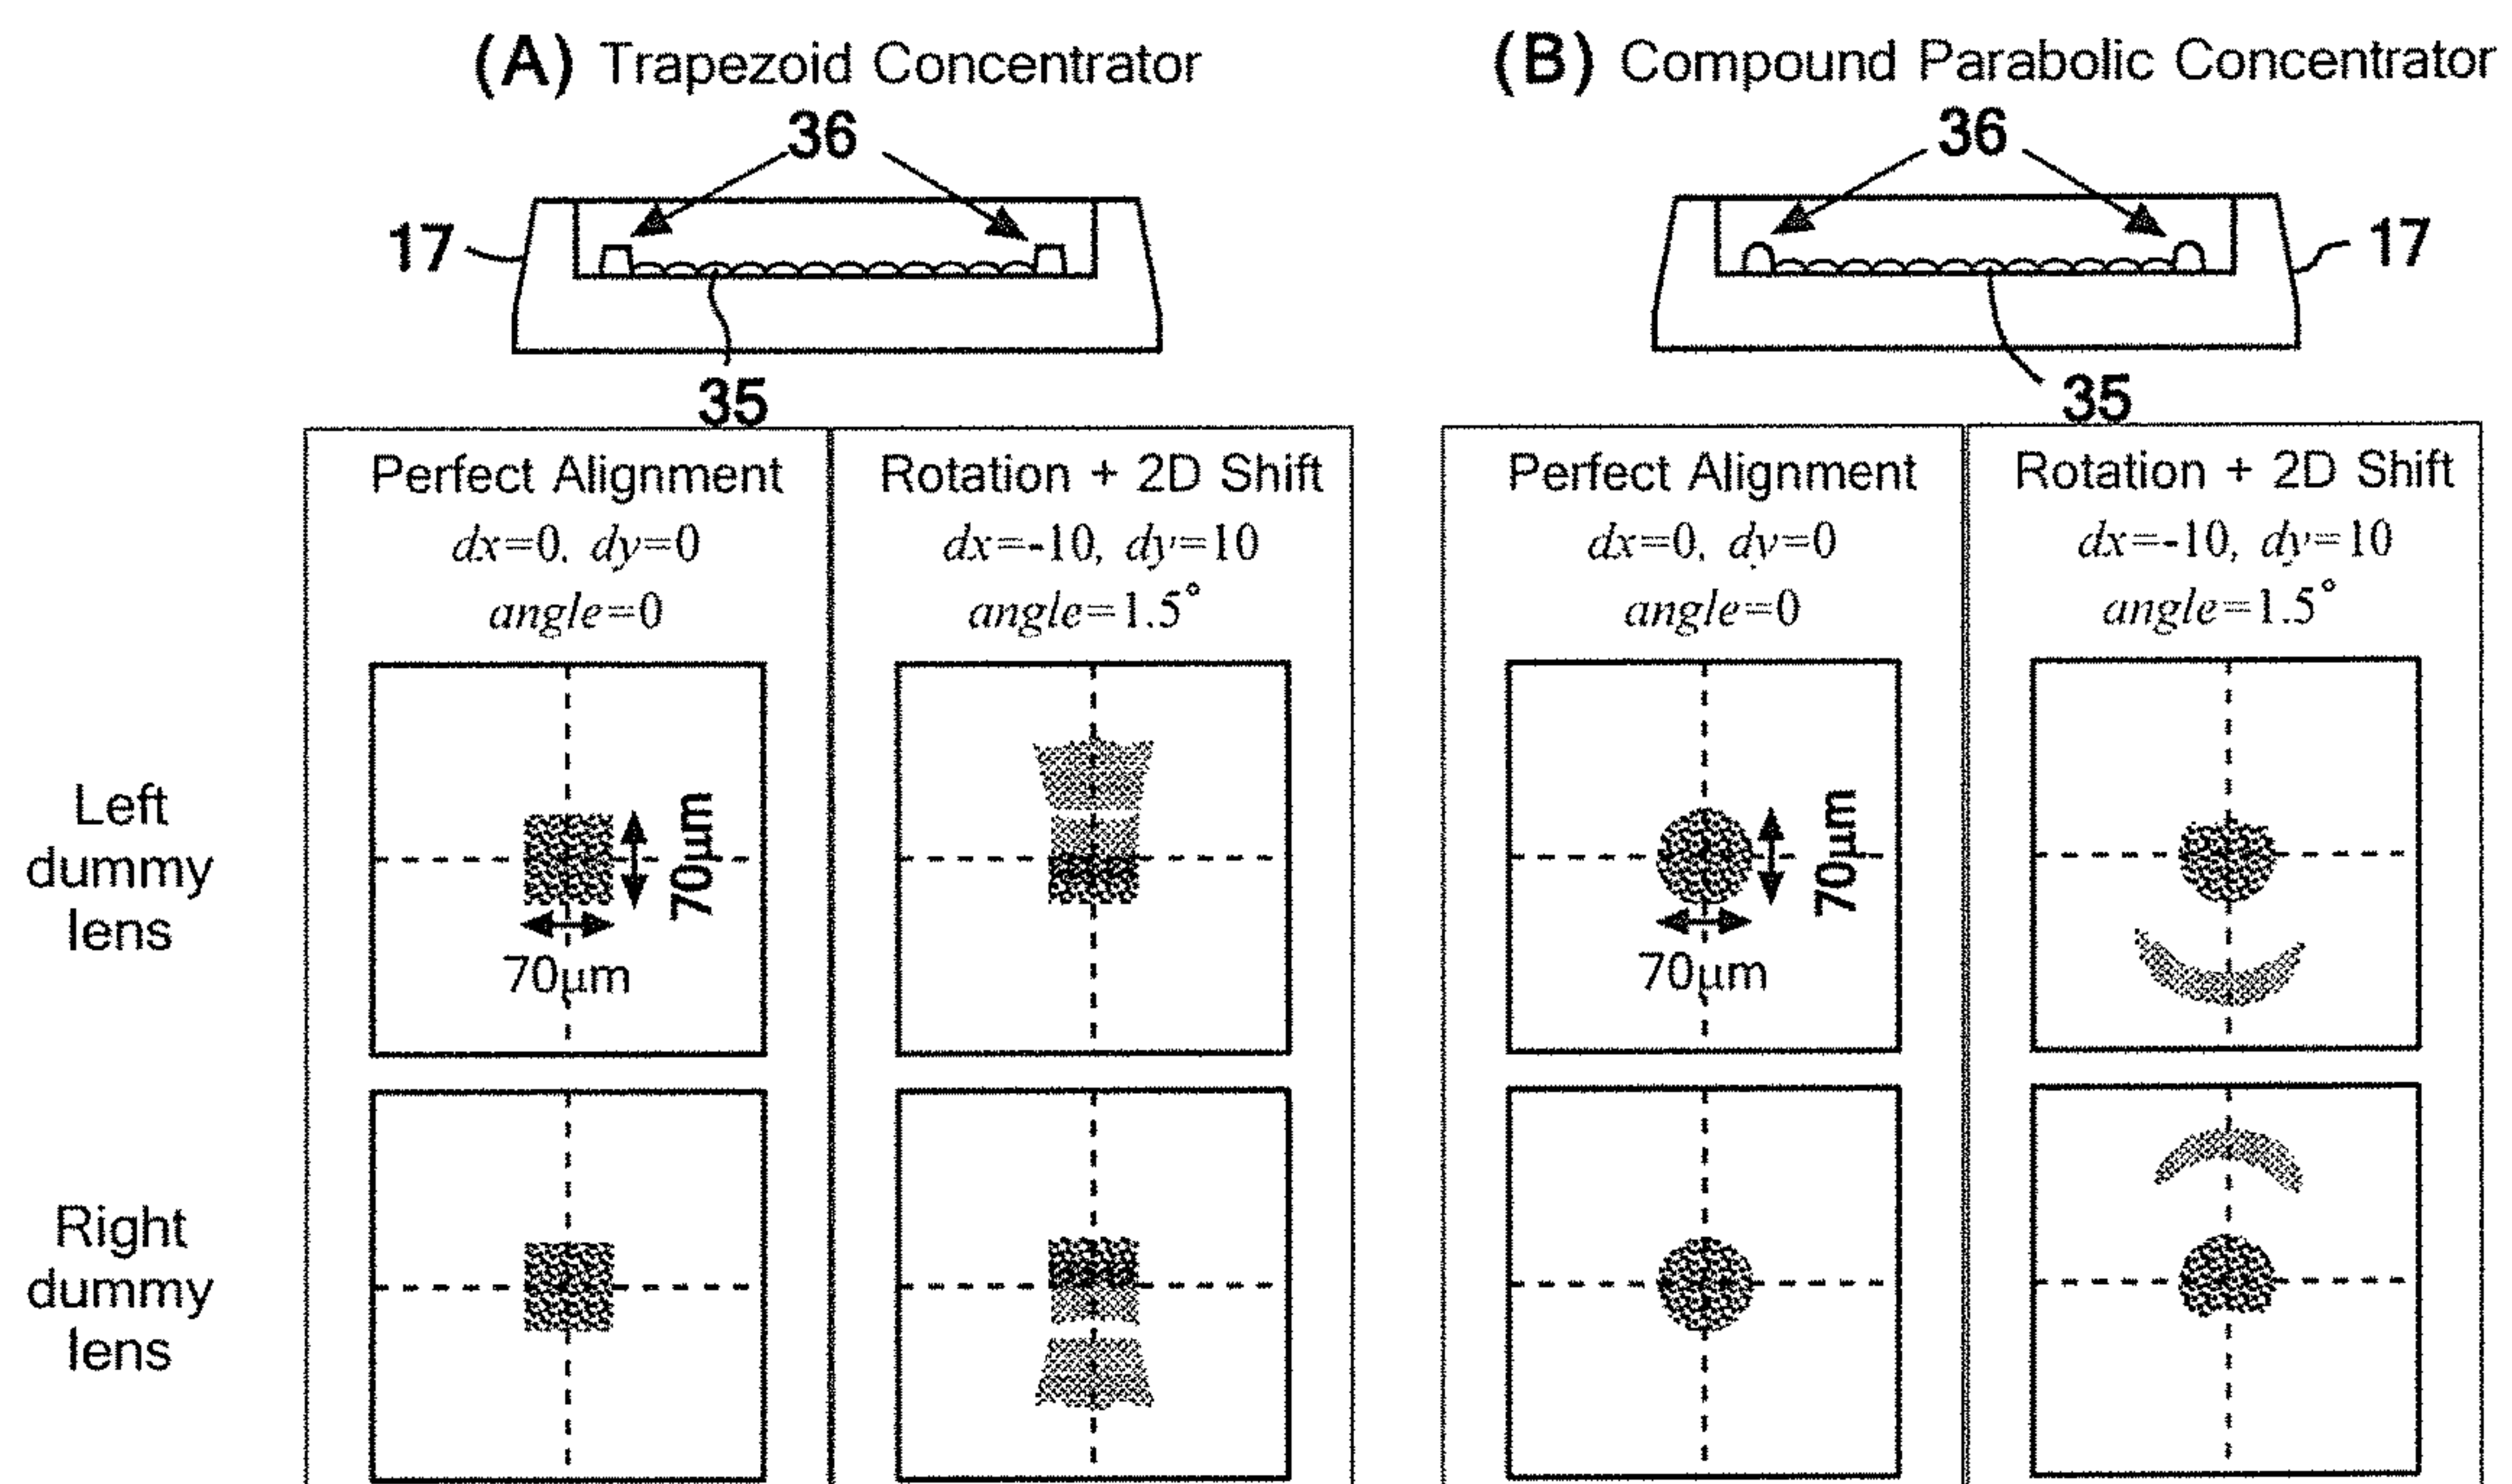 (A) Trapezoid Concentrator
36
17
35
Perfect Alignment
dx=0, dy=0
angle=0
Rotation + 2D Shift
dx=-10, dy=10
angle=1.5°
(B) Compound Parabolic Concentrator
36
17
35
Perfect Alignment
dx=0, dy=0
angle=0
Rotation + 2D Shift
dx=-10, dy=10
angle=1.5°
Left
dummy
lens
70μm
70μm
70μm
70μm
Right
dummy
lens